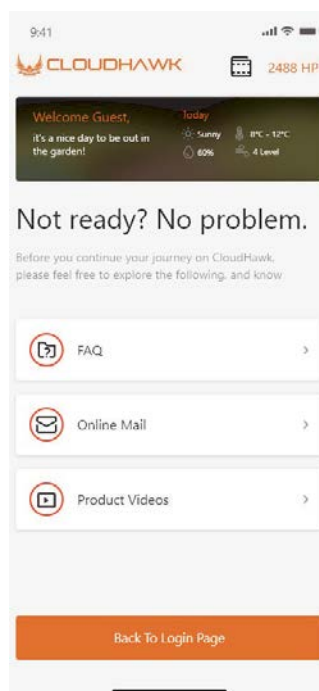 9:41
CLOUDHAWK
2488 HP
Welcome Guest,
it's a nice day to be out in
the garden!
Today
Sunny
8°C - 12°C
60%
4 Level
Not ready? No problem.
Before you continue your journey on CloudHawk,
please feel free to explore the following, and know
FAQ
Online Mail
Product Videos
Back To Login Page